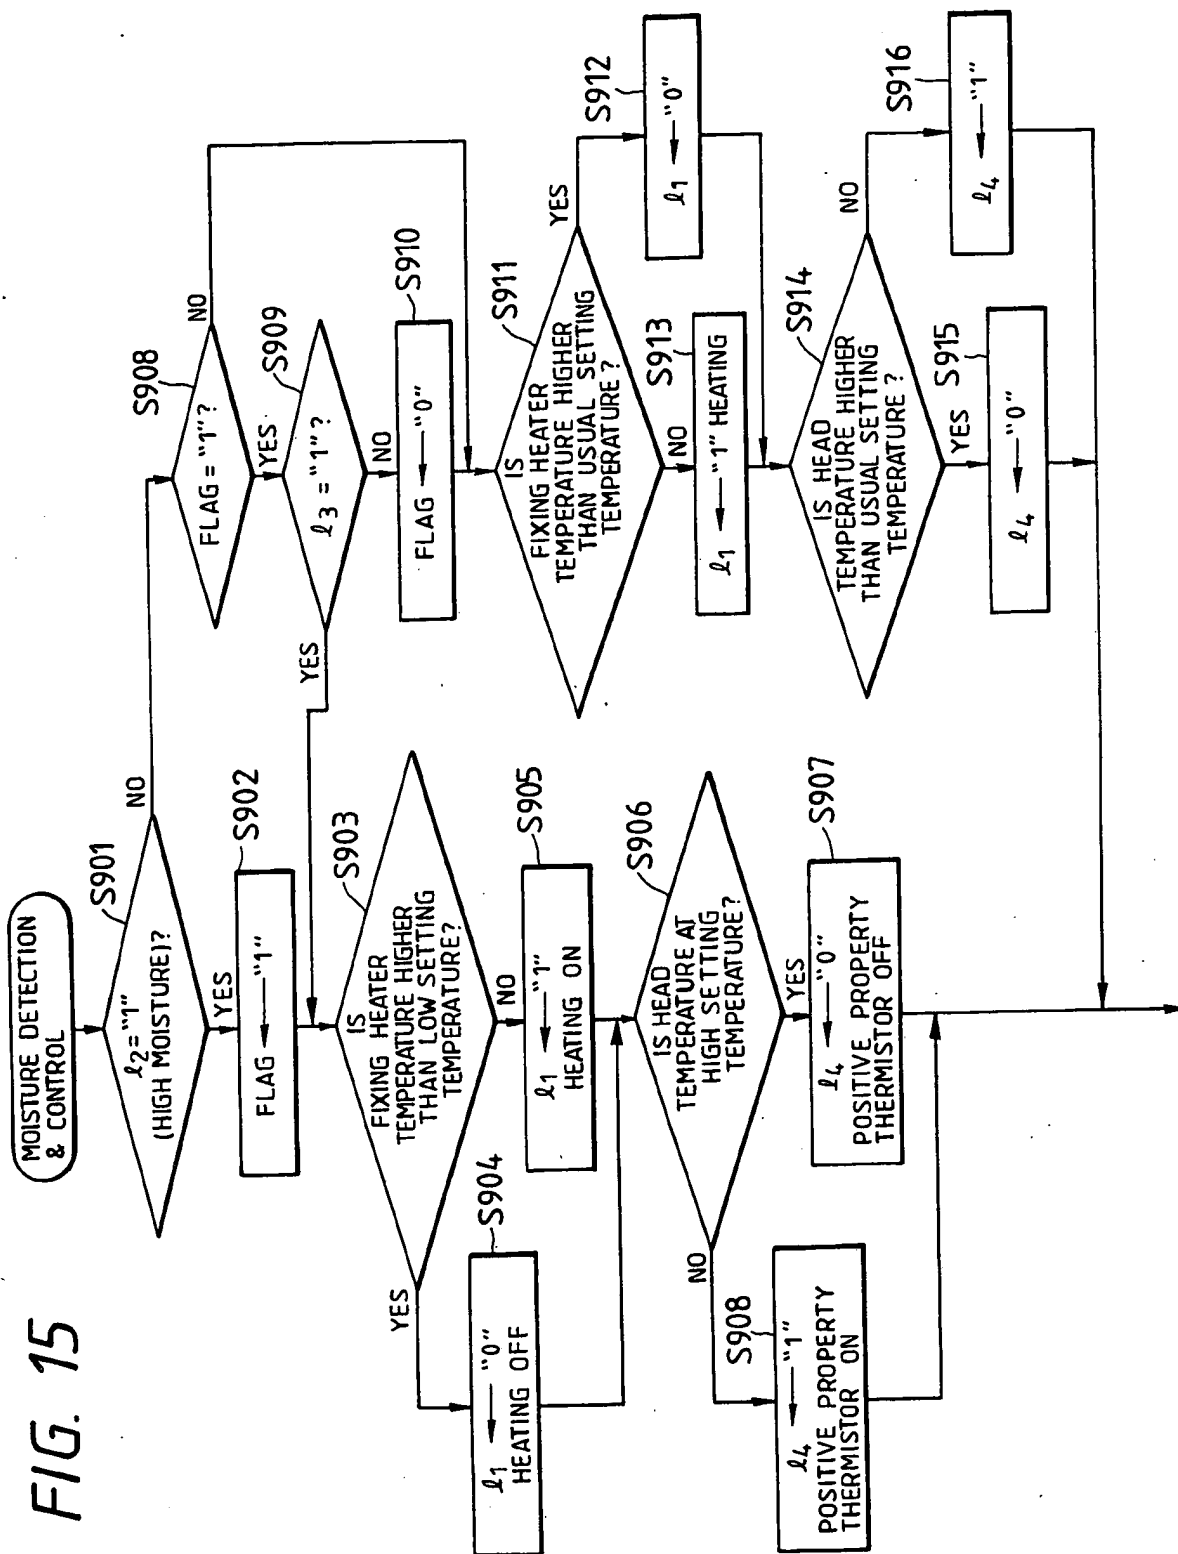 FIG. 15
MOISTURE DETECTION
& CONTROL
S901
ℓ2 = "1"
(HIGH MOISTURE)?
NO
YES
S902
FLAG ← "1"
S903
IS
FIXING HEATER
TEMPERATURE HIGHER
THAN LOW SETTING
TEMPERATURE?
YES
NO
S904
ℓ1 ← "0"
HEATING OFF
S905
ℓ1 ← "1"
HEATING ON
S906
IS HEAD
TEMPERATURE AT
HIGH SETTING
TEMPERATURE?
NO
YES
S908
ℓ4 ← "1"
POSITIVE PROPERTY
THERMISTOR ON
S907
ℓ4 ← "0"
POSITIVE PROPERTY
THERMISTOR OFF
S908
FLAG = "1"?
NO
YES
S909
ℓ3 = "1"?
YES
NO
S910
FLAG ← "0"
S911
IS
FIXING HEATER
TEMPERATURE HIGHER
THAN USUAL SETTING
TEMPERATURE?
YES
NO
S912
ℓ1 ← "0"
S913
ℓ1 ← "1" HEATING
S914
IS HEAD
TEMPERATURE HIGHER
THAN USUAL SETTING
TEMPERATURE?
NO
YES
S915
ℓ4 ← "0"
S916
ℓ4 ← "1"